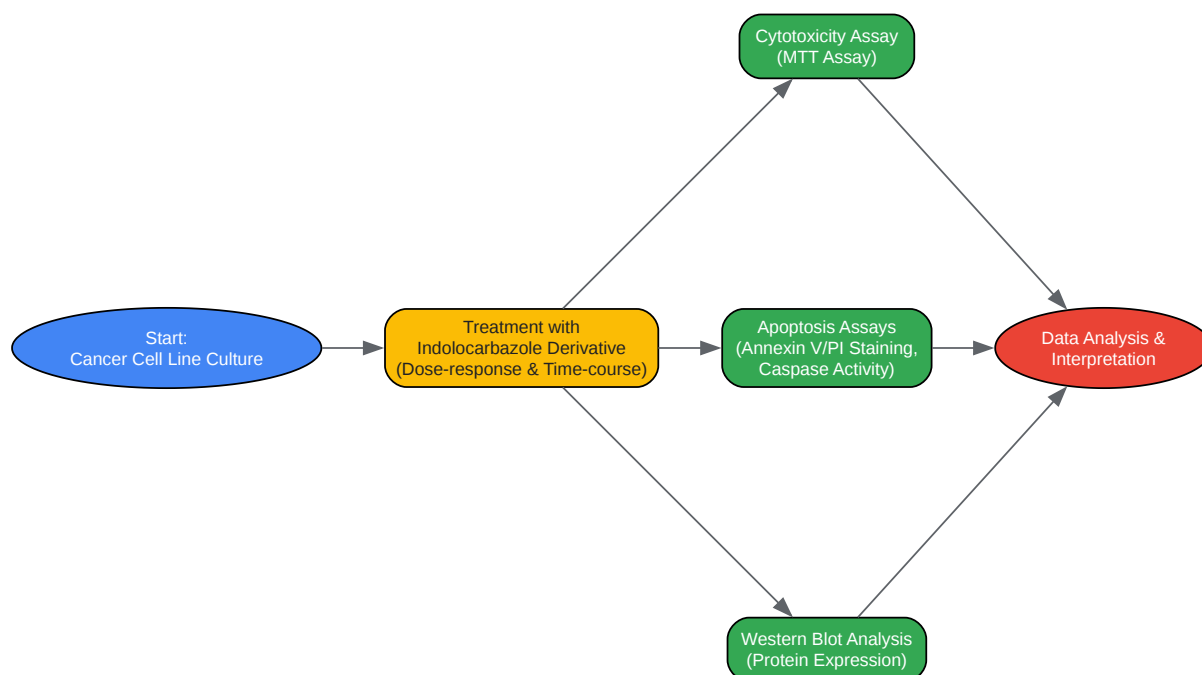 Cytotoxicity Assay
(MTT Assay)
Start:
Cancer Cell Line Culture
Treatment with
Indolocarbazole Derivative
(Dose-response & Time-course)
Apoptosis Assays
(Annexin V/PI Staining,
Caspase Activity)
Data Analysis &
Interpretation
Western Blot Analysis
(Protein Expression)